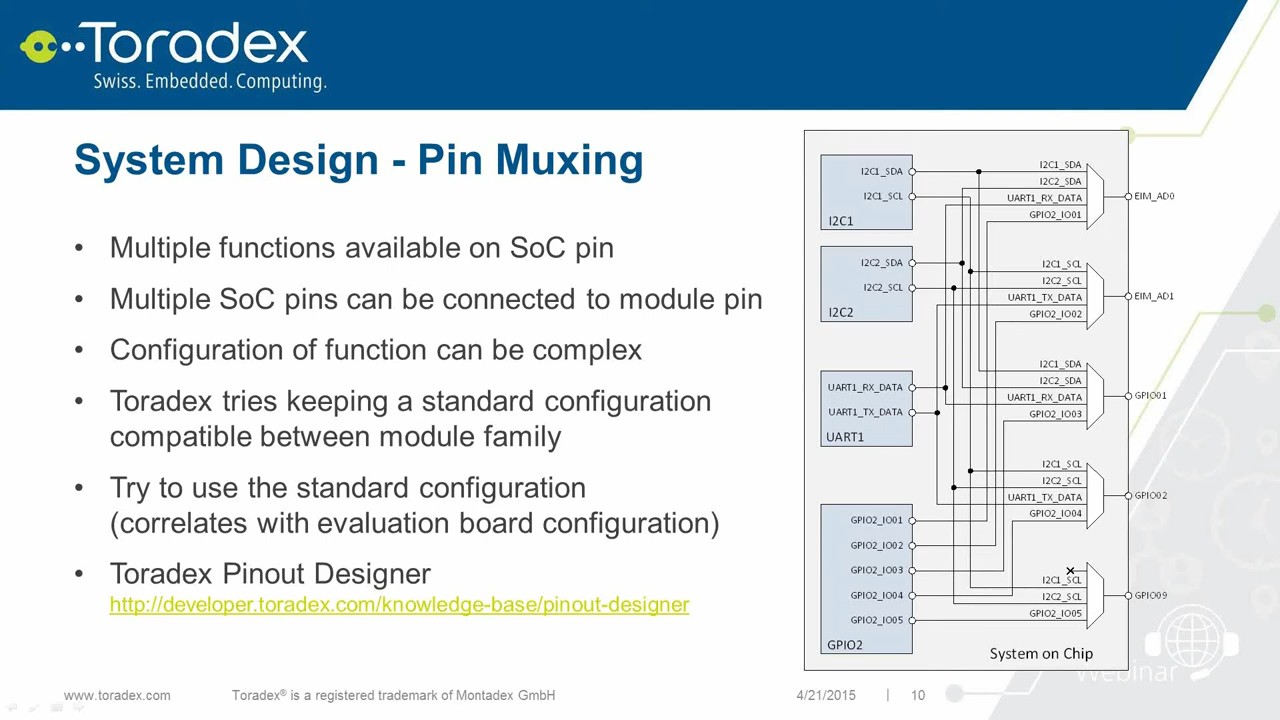 Toradex
Swiss. Embedded. Computing.
System Design - Pin Muxing
• Multiple functions available on SoC pin
• Multiple SoC pins can be connected to module pin
• Configuration of function can be complex
• Toradex tries keeping a standard configuration
compatible between module family
• Try to use the standard configuration
(correlates with evaluation board configuration)
• Toradex Pinout Designer
http://developer.toradex.com/knowledge-base/pinout-designer
I2C1_SDA
I2C1_SCL
I2C1
I2C2_SDA
I2C2_SCL
I2C2
UART1_RX_DATA
UART1_TX_DATA
UART1
GPIO2_IO01
GPIO2_IO02
GPIO2_IO03
GPIO2_IO04
GPIO2_IO05
GPIO2
I2C1_SDA
I2C2_SDA
UART1_RX_DATA
GPIO2_IO01
EIM_AD0
I2C1_SCL
I2C2_SCL
UART1_TX_DATA
GPIO2_IO02
EIM_AD1
I2C1_SDA
I2C2_SDA
UART1_RX_DATA
GPIO2_IO03
GPIO01
I2C1_SCL
I2C2_SCL
UART1_TX_DATA
GPIO2_IO04
GPIO02
I2C1_SCL
I2C2_SCL
GPIO2_IO05
GPIO09
System on Chip
Webinar
www.toradex.com
Toradex® is a registered trademark of Montadex GmbH
4/21/2015 | 10